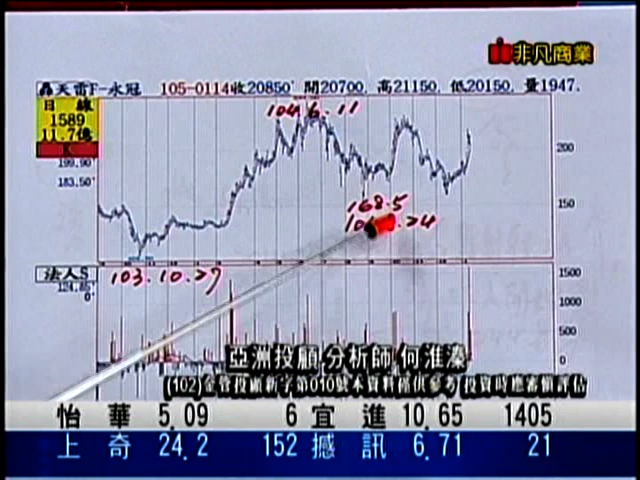 非凡商業
轟天雷F-永冠 105-0114收20850' 開20700, 高21150, 低20150, 量1947.
日 線
1589
11.7億
199.90'
183.50'
104.6.11
200
150
168.5
103.10.27
法人S
124.85'
0'
1500
1000
500
0
亞洲投顧 分析師 何淮溱
(102)金管投顧新字第010號本資料僅供參考 投資時應審慎評估
怡華 5.09 6 宜進 10.65 1405
上奇 24.2 152 撼訊 6.71 21